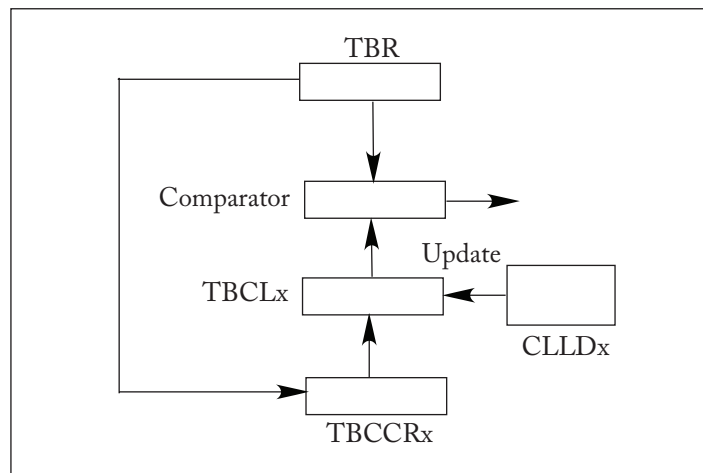 TBR
Comparator
Update
TBCLx
CLLDx
TBCCRx